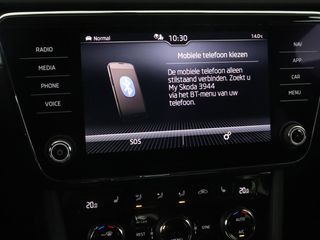 Normal
10:30
14.0
RADIO
MEDIA
PHONE
VOICE
Mobiele telefoon kiezen
De mobiele telefoon alleen
stilstaand verbinden. Zoekt u
My Skoda 3944
via het BT-menu van uw
telefoon.
SOS
NAV
APP
CAR
MENU
20.0
20.0